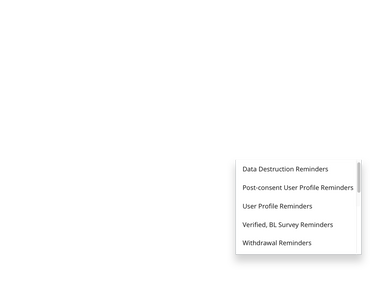 Data Destruction Reminders
Post-consent User Profile Reminders
User Profile Reminders
Verified, BL Survey Reminders
Withdrawal Reminders